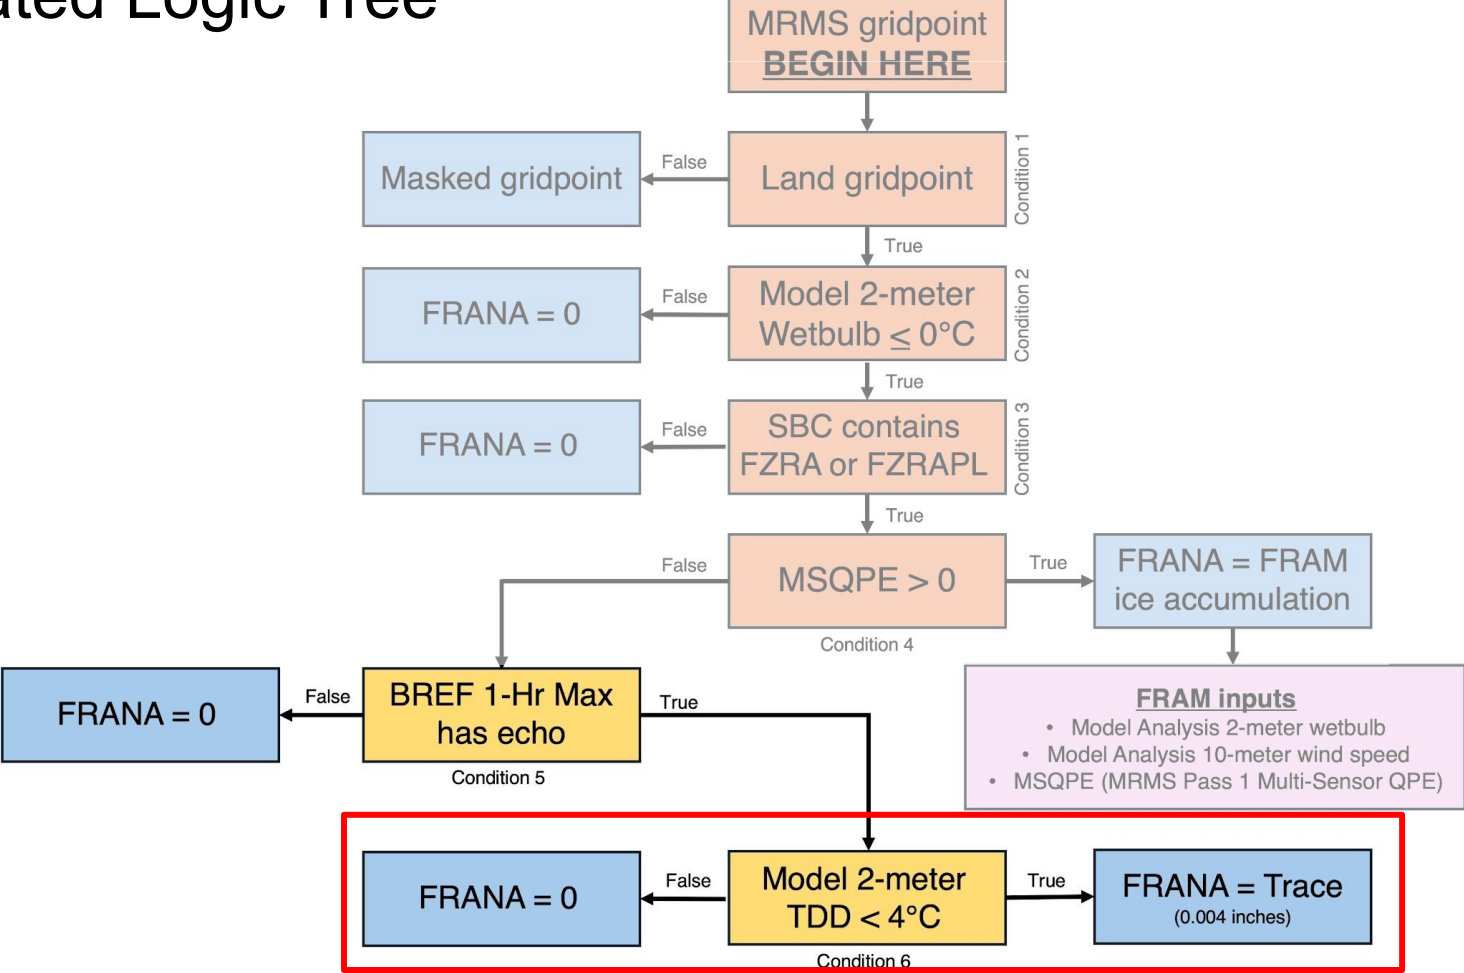 Logic Tree
MRMS gridpoint
BEGIN HERE
Masked gridpoint
False
Land gridpoint
Condition 1
True
FRANA = 0
False
Model 2-meter
Wetbulb ≤ 0°C
Condition 2
True
FRANA = 0
False
SBC contains
FZRA or FZRAPL
Condition 3
True
False
MSQPE > 0
Condition 4
True
FRANA = FRAM
ice accumulation
FRANA = 0
False
BREF 1-Hr Max
has echo
Condition 5
True
FRAM inputs
• Model Analysis 2-meter wetbulb
• Model Analysis 10-meter wind speed
• MSQPE (MRMS Pass 1 Multi-Sensor QPE)
FRANA = 0
False
Model 2-meter
TDD < 4°C
Condition 6
True
FRANA = Trace
(0.004 inches)